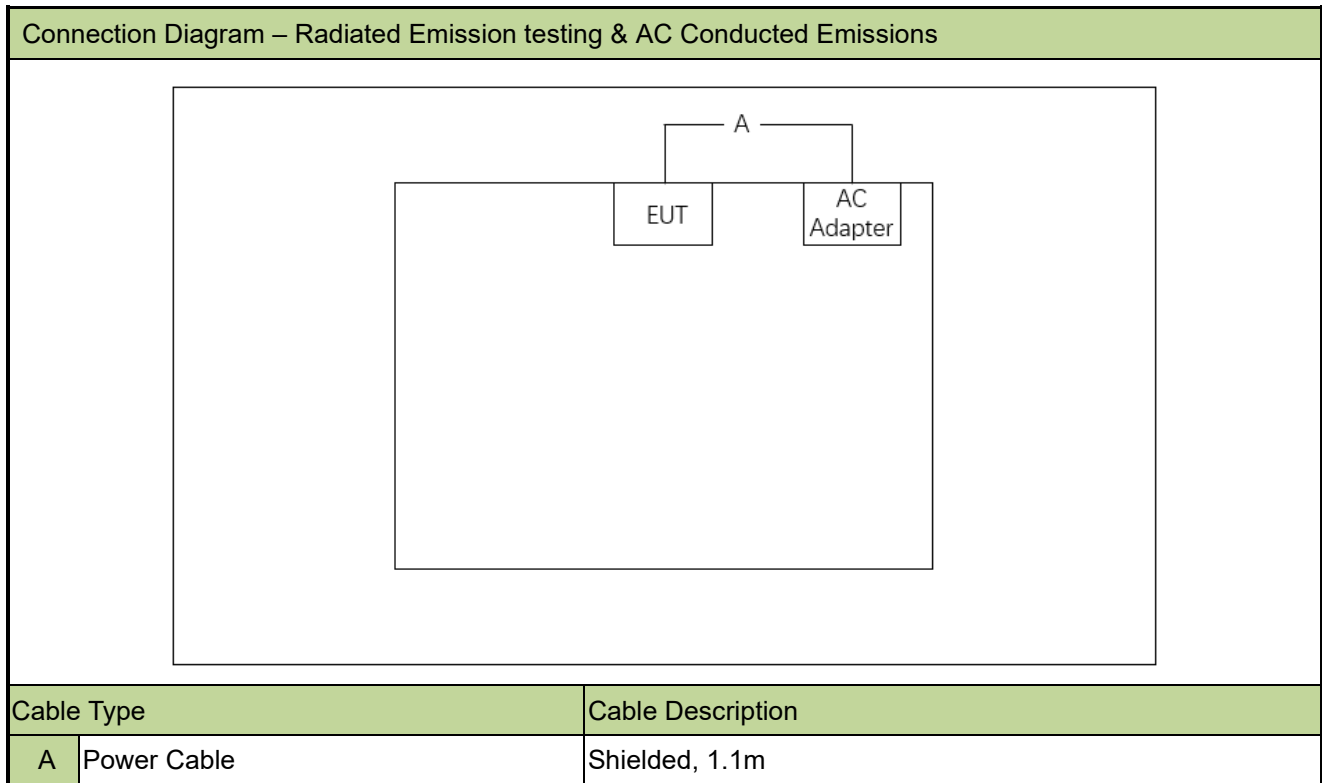 Connection Diagram – Radiated Emission testing & AC Conducted Emissions
A
EUT
AC
Adapter
Cable Type Cable Description
A Power Cable Shielded, 1.1m